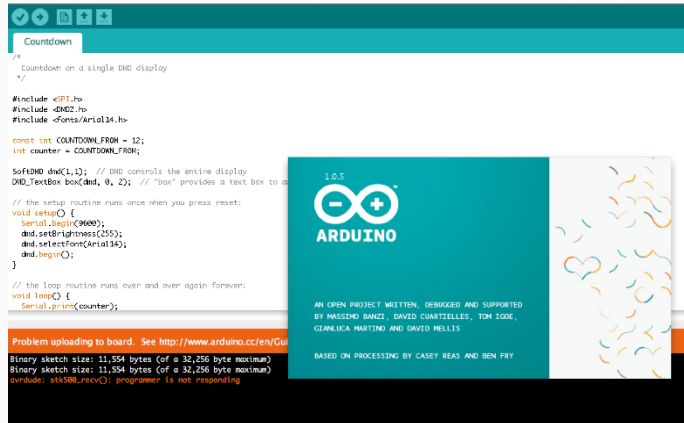 Countdown
/*
Countdown on a single DMD display
*/
#include <SPI.h>
#include <DMD2.h>
#include <fonts/Arial14.h>
const int COUNTDOWN_FROM = 12;
int counter = COUNTDOWN_FROM;
SoftDMD dmd(1,1); // DMD controls the entire display
DMD_TextBox box(dmd, 0, 2); // "box" provides a text box to
// the setup routine runs once when you press reset:
void setup() {
Serial.begin(9600);
dmd.setBrightness(255);
dmd.selectFont(Arial14);
dmd.begin();
}
// the loop routine runs over and over again forever:
void loop() {
Serial.print(counter);
1.0.5
ARDUINO
AN OPEN PROJECT WRITTEN, DEBUGGED AND SUPPORTED
BY MASSIMO BANZI, DAVID CUARTIELLES, TOM IGOE,
GIANLUCA MARTINO AND DAVID MELLIS
BASED ON PROCESSING BY CASEY REAS AND BEN FRY
Problem uploading to board. See http://www.arduino.cc/en/Gui
Binary sketch size: 11,554 bytes (of a 32,256 byte maximum)
Binary sketch size: 11,554 bytes (of a 32,256 byte maximum)
avrdude: stk500_recv(): programmer is not responding